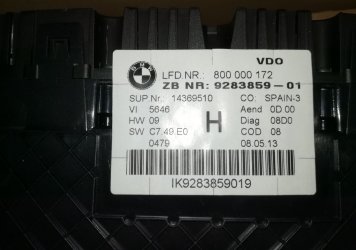 BMW
VDO
LFD NR.: 800 000 172
ZB NR: 9283859-01
SUP Nr.: 14369510 CO: SPAIN-3
VI 5646 Aend 0D 00
HW 09 H Diag 08D0
SW C7.49.E0 COD 08
0479 08.05.13
IK9283859019